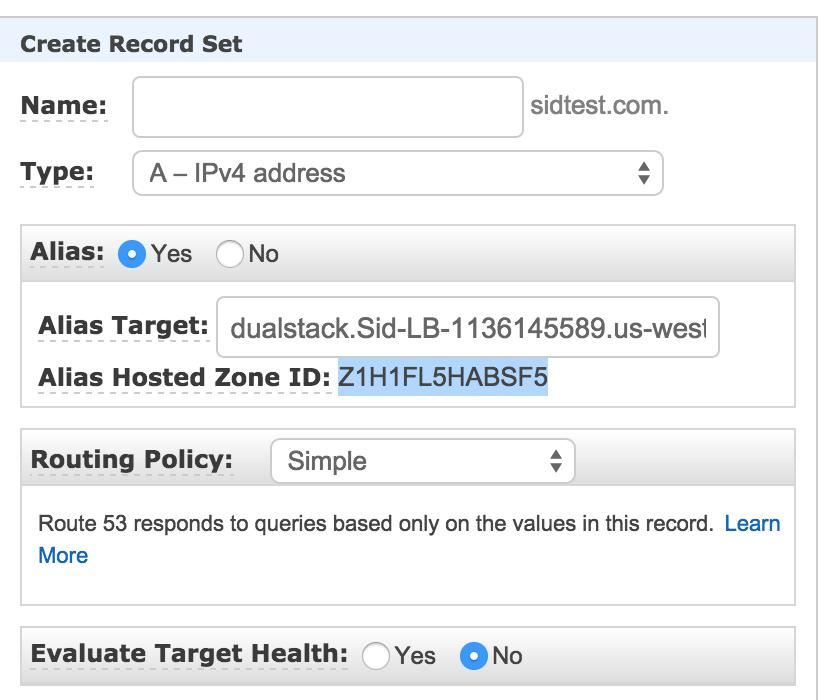 Create Record Set
Name: sidtest.com.
Type: A – IPv4 address
Alias: Yes No
Alias Target: dualstack.Sid-LB-1136145589.us-west
Alias Hosted Zone ID: Z1H1FL5HABSF5
Routing Policy: Simple
Route 53 responds to queries based only on the values in this record. Learn
More
Evaluate Target Health: Yes No